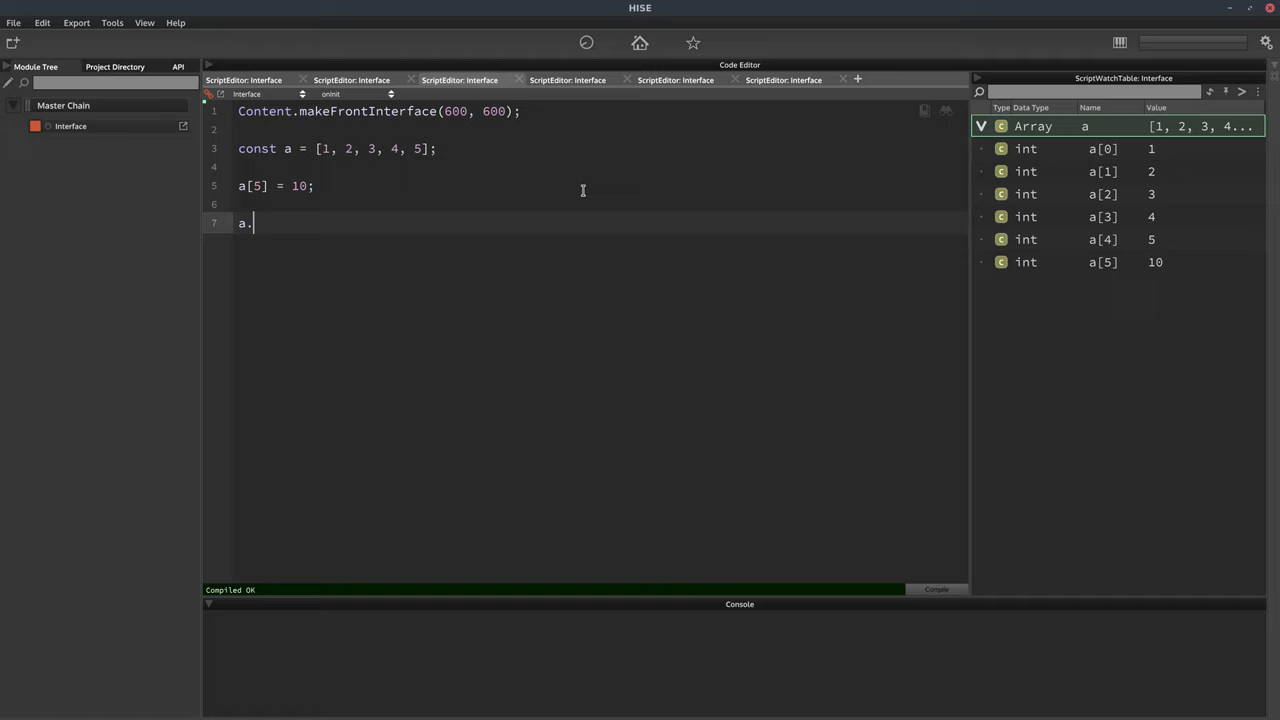 HISE
File Edit Export Tools View Help
Module Tree Project Directory API
Master Chain
Interface
Code Editor
ScriptEditor: Interface ScriptEditor: Interface ScriptEditor: Interface ScriptEditor: Interface ScriptEditor: Interface ScriptEditor: Interface
Interface onInit
1 Content.makeFrontInterface(600, 600);
2
3 const a = [1, 2, 3, 4, 5];
4
5 a[5] = 10;
6
7 a.
Compiled OK Compile
Console
ScriptWatchTable: Interface
Type Data Type Name Value
C Array a [1, 2, 3, 4...
C int a[0] 1
C int a[1] 2
C int a[2] 3
C int a[3] 4
C int a[4] 5
C int a[5] 10